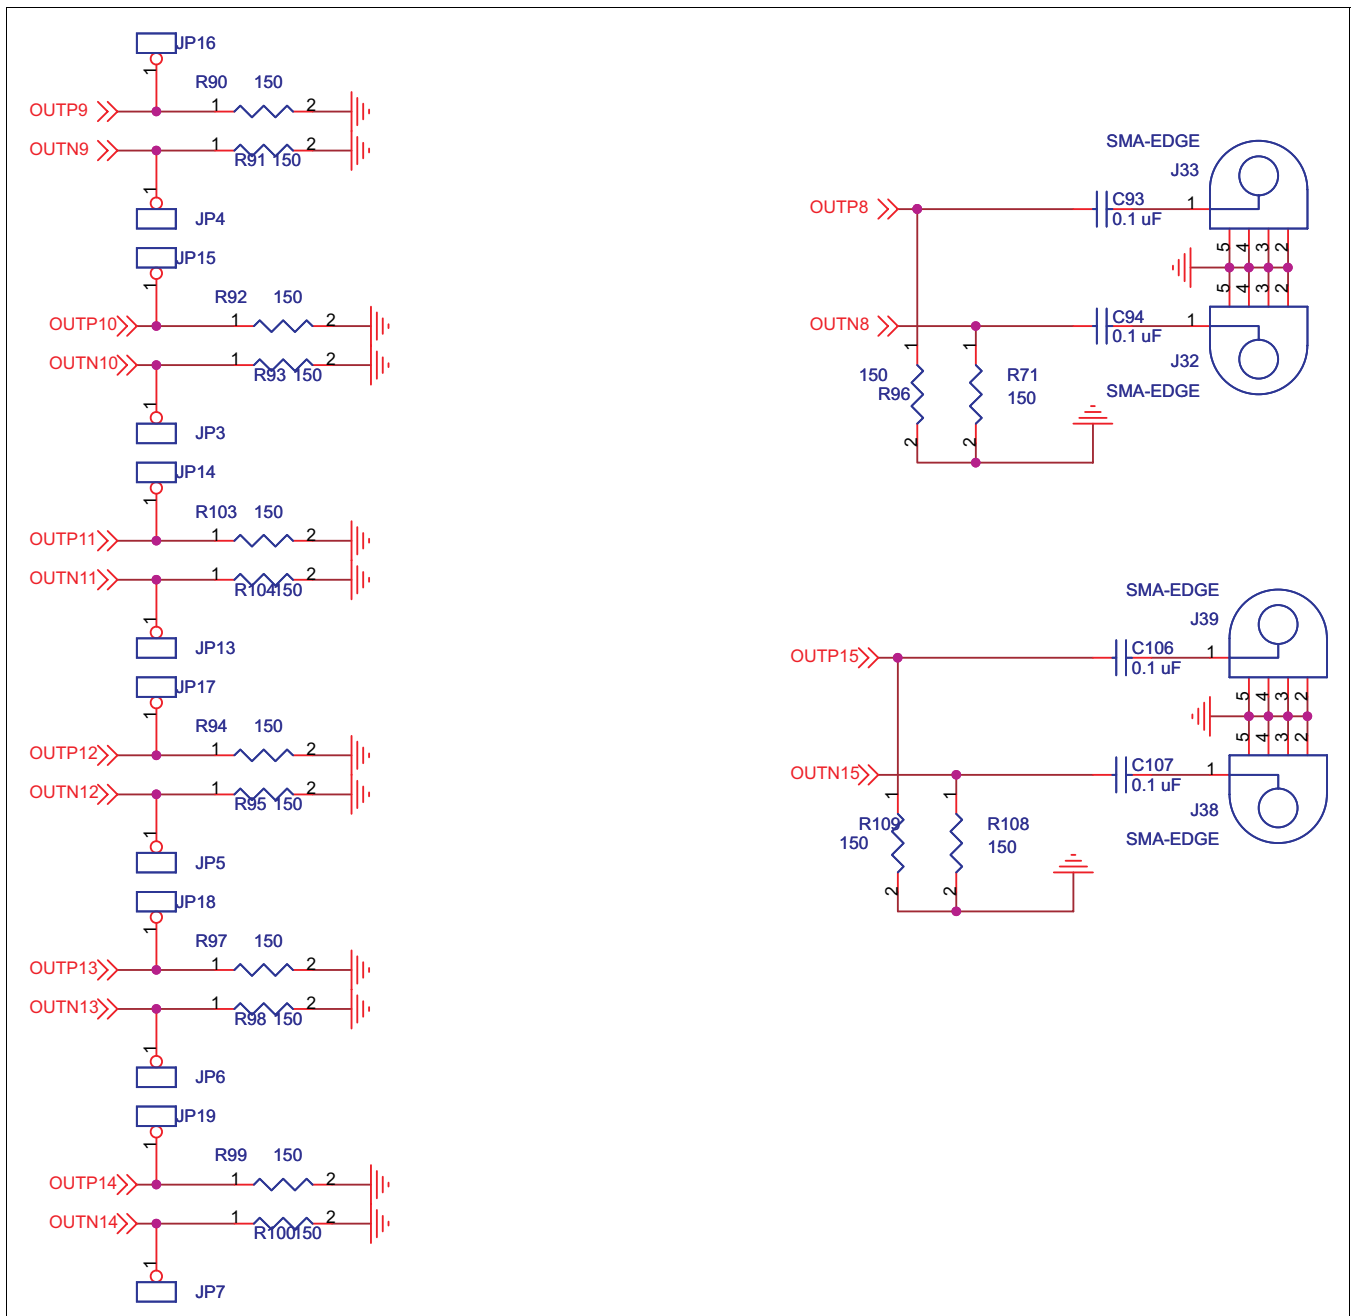 JP16
1
R90 150
OUTP9 1 2
OUTN9 1 2
R91 150
1
JP4
JP15
1
R92 150
OUTP10 1 2
OUTN10 1 2
R93 150
1
JP3
JP14
1
R103 150
OUTP11 1 2
OUTN11 1 2
R104 150
1
JP13
JP17
1
R94 150
OUTP12 1 2
OUTN12 1 2
R95 150
1
JP5
JP18
1
R97 150
OUTP13 1 2
OUTN13 1 2
R98 150
1
JP6
JP19
1
R99 150
OUTP14 1 2
OUTN14 1 2
R100 150
1
JP7
SMA-EDGE
J33
OUTP8 C93 1
0.1 uF
5 4 3 2
5 4 3 2
OUTN8 C94 1
0.1 uF
1 1
J32
150 R71
R96 150
SMA-EDGE
2 2
SMA-EDGE
J39
OUTP15 C106 1
0.1 uF
5 4 3 2
5 4 3 2
OUTN15 C107 1
0.1 uF
1 1
J38
R109 R108
150 150
SMA-EDGE
2 2